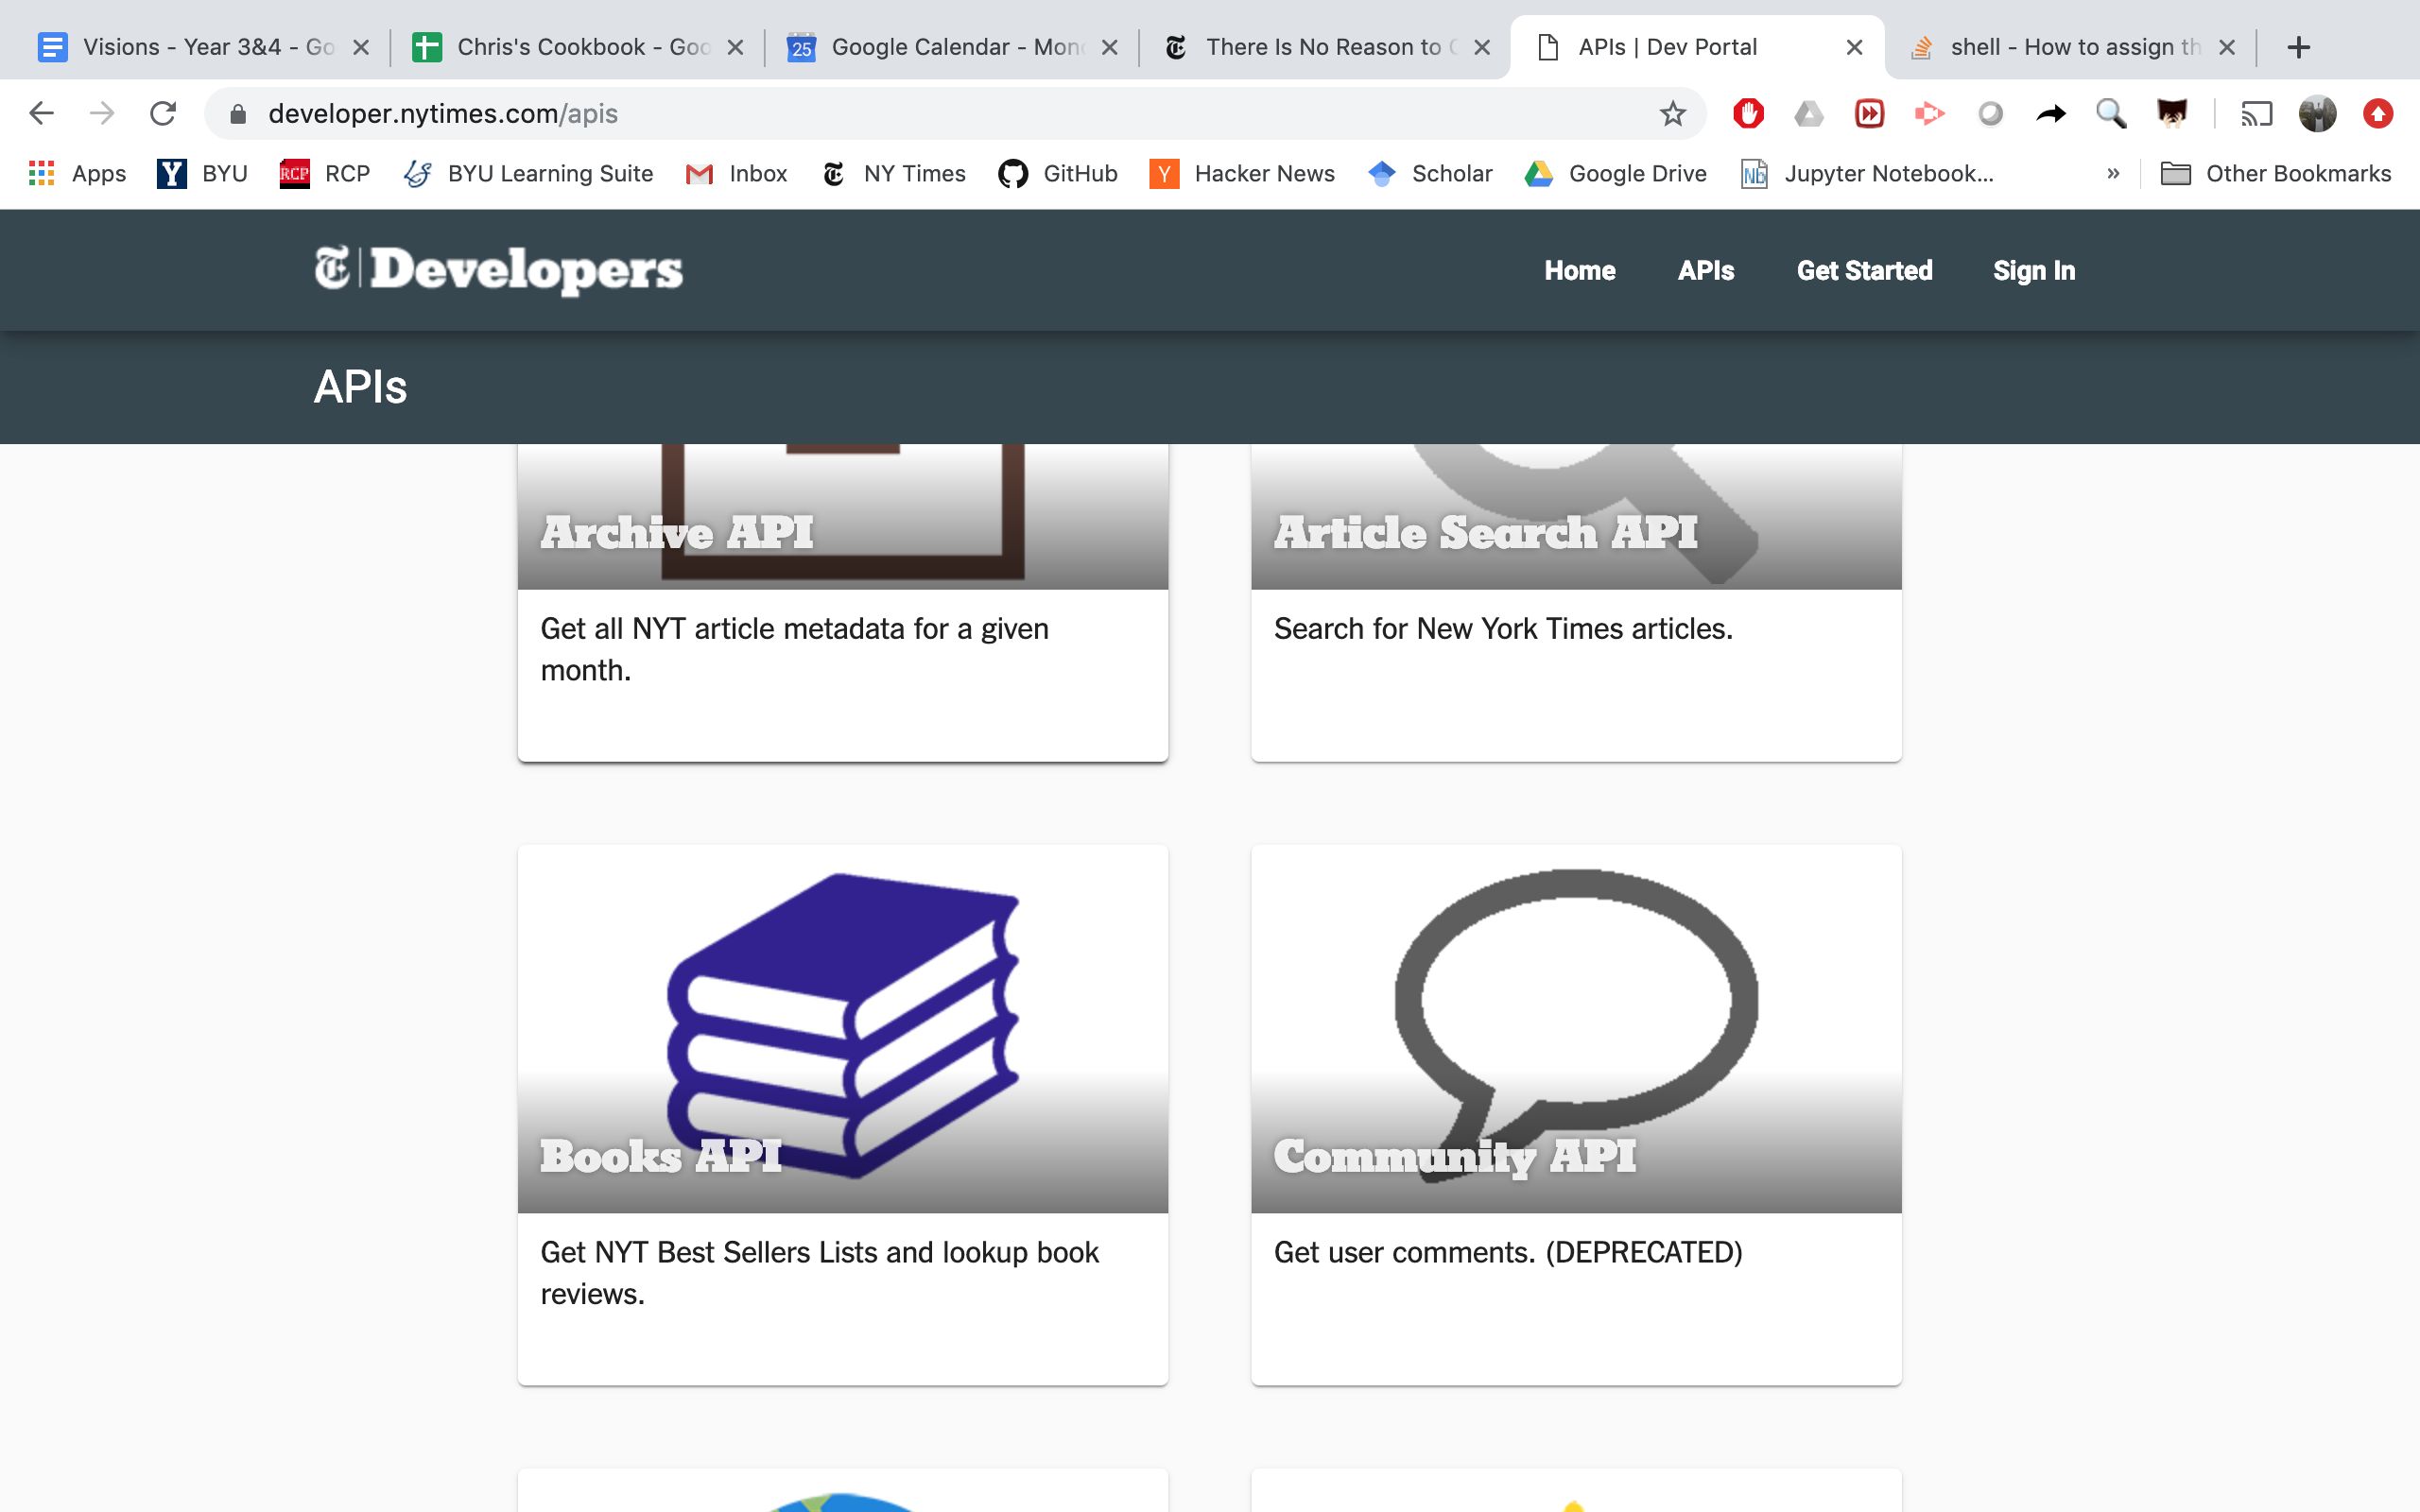 Visions - Year 3&4 - Go
Chris's Cookbook - Goo
25
Google Calendar - Mon
There Is No Reason to
APIs | Dev Portal
shell - How to assign th
developer.nytimes.com/apis
Apps
Y BYU
RCP RCP
LS BYU Learning Suite
Inbox
NY Times
GitHub
Y Hacker News
Scholar
Google Drive
Nb Jupyter Notebook...
»
Other Bookmarks
T Developers
Home
APIs
Get Started
Sign In
APIs
Archive API
Get all NYT article metadata for a given
month.
Article Search API
Search for New York Times articles.
Books API
Get NYT Best Sellers Lists and lookup book
reviews.
Community API
Get user comments. (DEPRECATED)